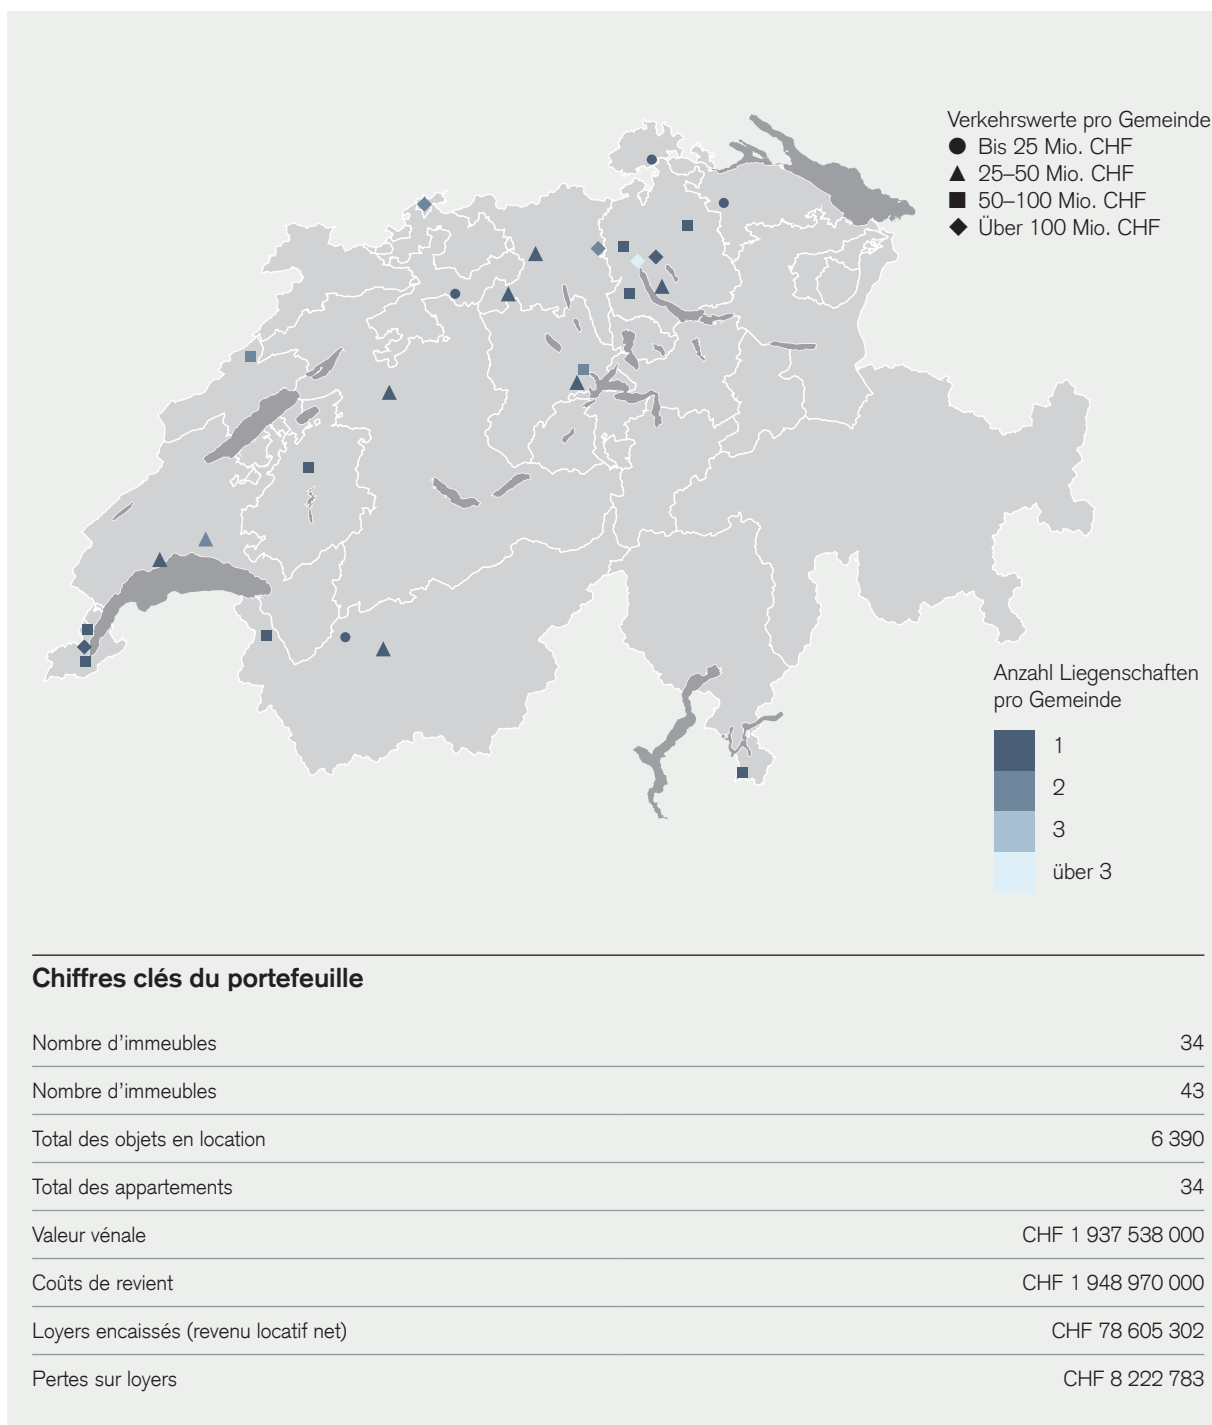 Verkehrswerte pro Gemeinde
Bis 25 Mio. CHF
25–50 Mio. CHF
50–100 Mio. CHF
Über 100 Mio. CHF
Anzahl Liegenschaften
pro Gemeinde
1
2
3
über 3
Chiffres clés du portefeuille
Nombre d’immeubles 34
Nombre d’immeubles 43
Total des objets en location 6 390
Total des appartements 34
Valeur vénale CHF 1 937 538 000
Coûts de revient CHF 1 948 970 000
Loyers encaissés (revenu locatif net) CHF 78 605 302
Pertes sur loyers CHF 8 222 783